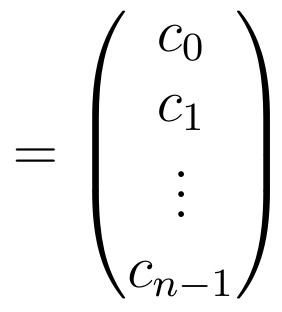 = ( c_0
c_1
⋮
c_{n-1} )